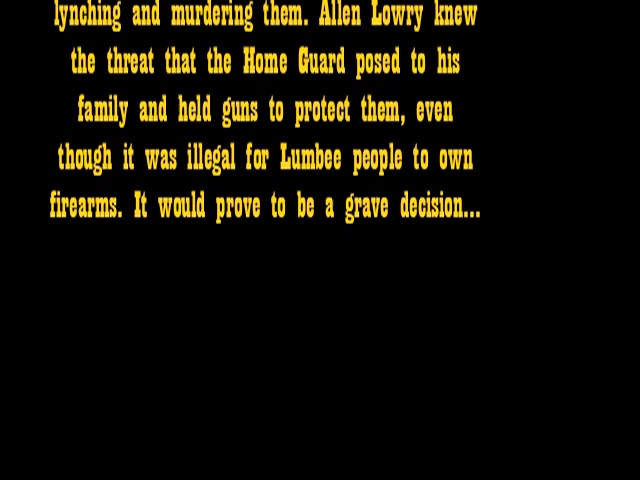 lynching and murdering them. Allen Lowry knew
the threat that the Home Guard posed to his
family and held guns to protect them, even
though it was illegal for Lumbee people to own
firearms. It would prove to be a grave decision...